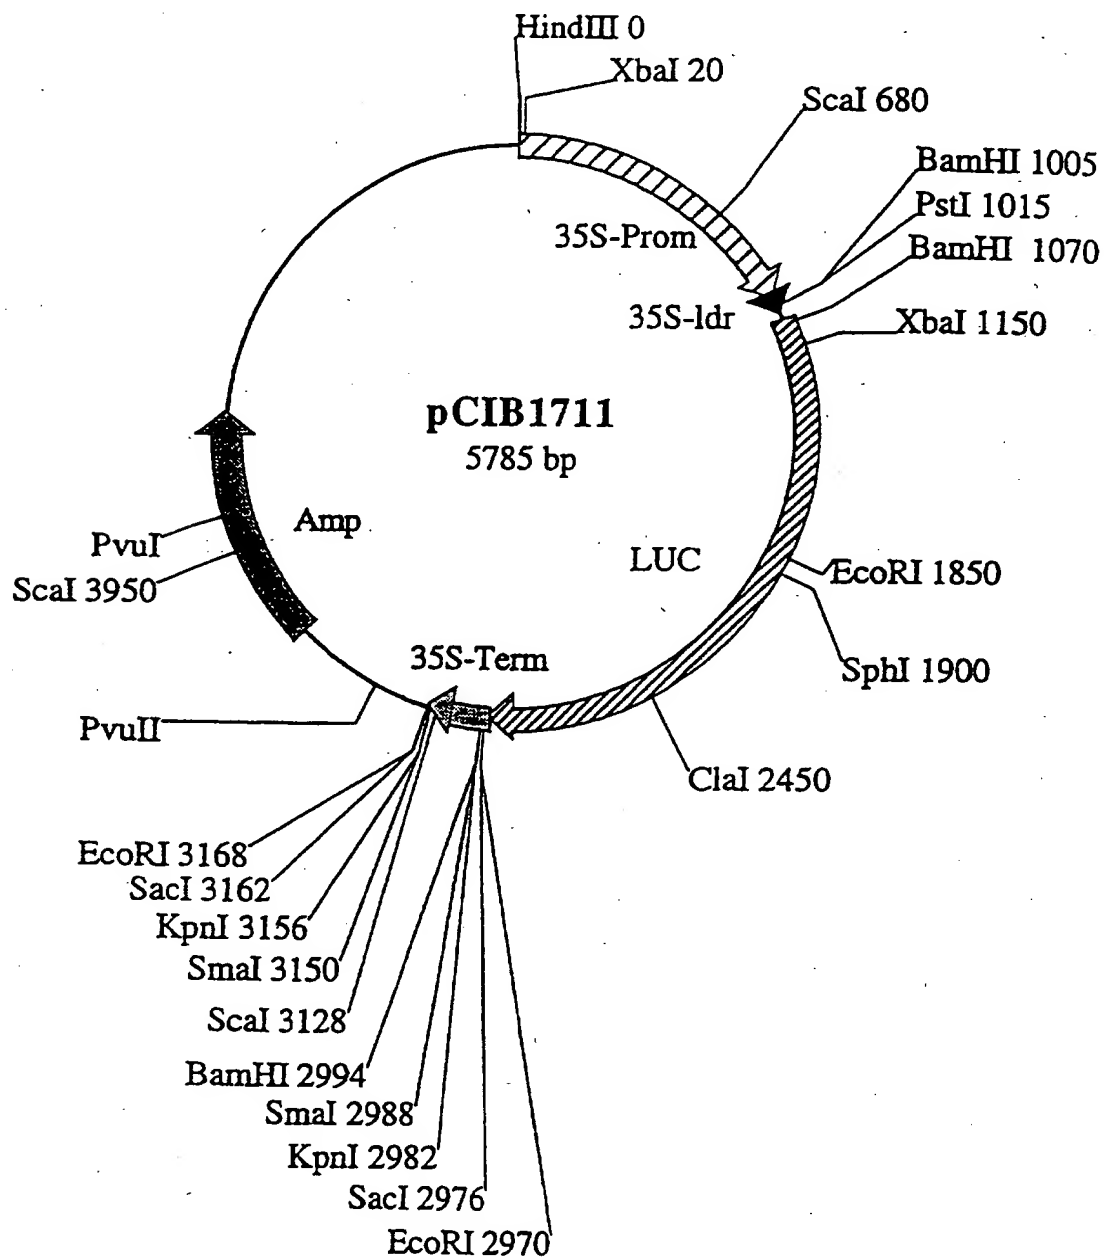 HindIII 0
XbaI 20
ScaI 680
BamHI 1005
PstI 1015
BamHI 1070
35S-Prom
35S-ldr
XbaI 1150
pCIB1711
5785 bp
Amp
PvuI
ScaI 3950
LUC
EcoRI 1850
SphI 1900
35S-Term
PvuII
ClaI 2450
EcoRI 3168
SacI 3162
KpnI 3156
SmaI 3150
ScaI 3128
BamHI 2994
SmaI 2988
KpnI 2982
SacI 2976
EcoRI 2970